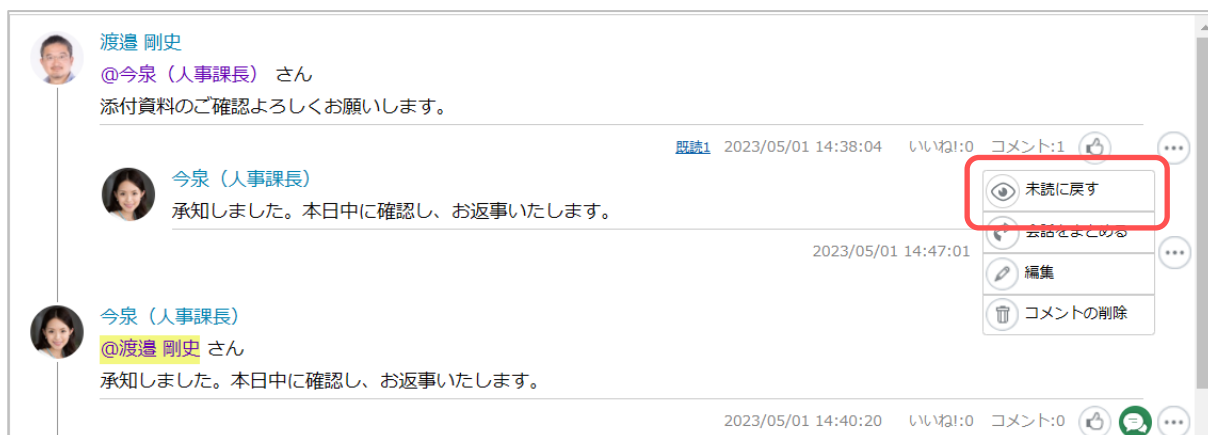 渡邉 剛史
@今泉（人事課長） さん
添付資料のご確認よろしくお願いします。
既読1 2023/05/01 14:38:04 いいね!:0 コメント:1
今泉（人事課長）
承知しました。本日中に確認し、お返事いたします。
2023/05/01 14:47:01
未読に戻す
会話をまとめる
編集
コメントの削除
今泉（人事課長）
@渡邉 剛史 さん
承知しました。本日中に確認し、お返事いたします。
2023/05/01 14:40:20 いいね!:0 コメント:0